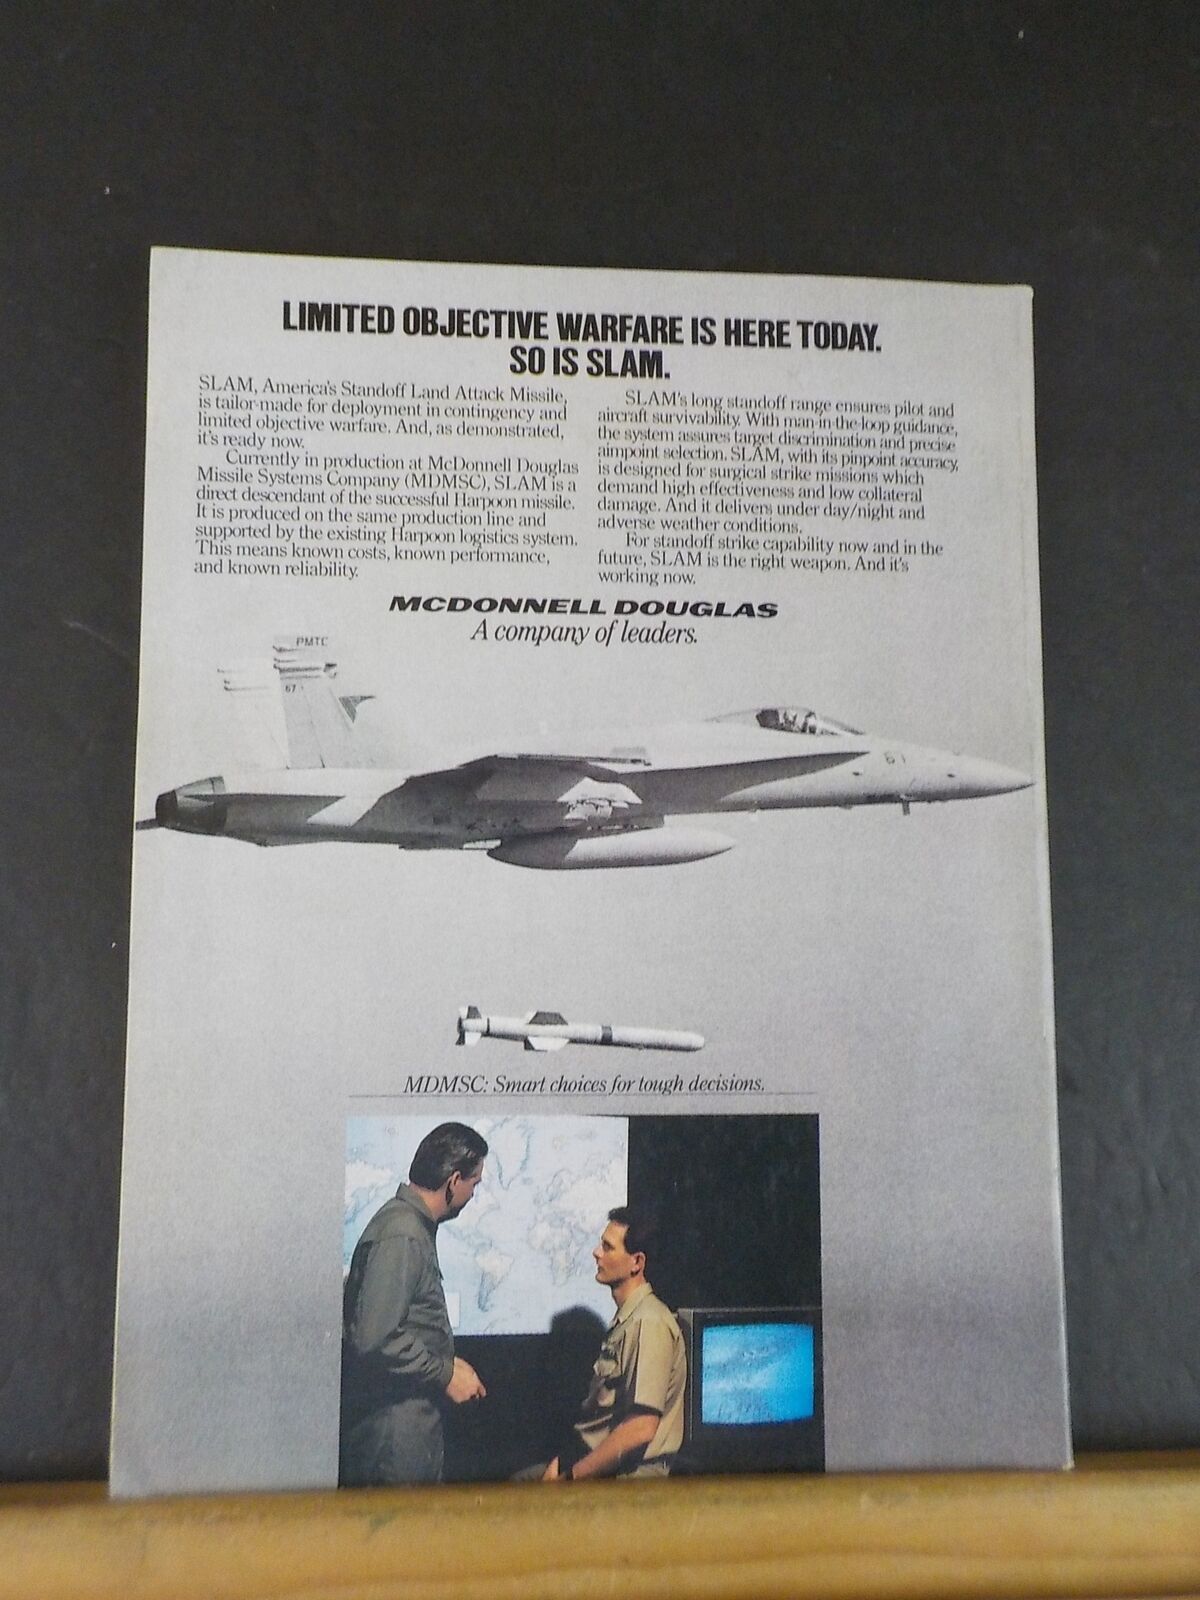 LIMITED OBJECTIVE WARFARE IS HERE TODAY.
SO IS SLAM.
SLAM, America's Standoff Land Attack Missile,
is tailor-made for deployment in contingency and
limited objective warfare. And, as demonstrated,
it's ready now.
Currently in production at McDonnell Douglas
Missile Systems Company (MDMSC), SLAM is a
direct descendant of the successful Harpoon missile.
It is produced on the same production line and
supported by the existing Harpoon logistics system.
This means known costs, known performance,
and known reliability.
SLAM's long standoff range ensures pilot and
aircraft survivability. With man-in-the-loop guidance,
the system assures target discrimination and precise
aimpoint selection. SLAM, with its pinpoint accuracy,
is designed for surgical strike missions which
demand high effectiveness and low collateral
damage. And it delivers under day/night and
adverse weather conditions.
For standoff strike capability now and in the
future, SLAM is the right weapon. And it's
working now.
MCDONNELL DOUGLAS
A company of leaders.
PMTC
67
61
MDMSC: Smart choices for tough decisions.